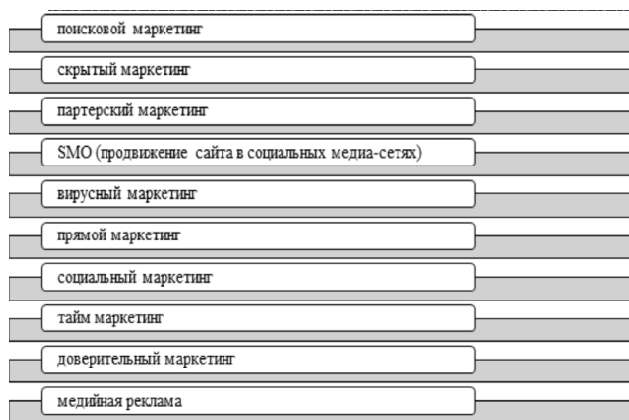 поисковой маркетинг
скрытый маркетинг
партерский маркетинг
SMO (продвижение сайта в социальных медиа-сетях)
вирусный маркетинг
прямой маркетинг
социальный маркетинг
тайм маркетинг
доверительный маркетинг
медийная реклама